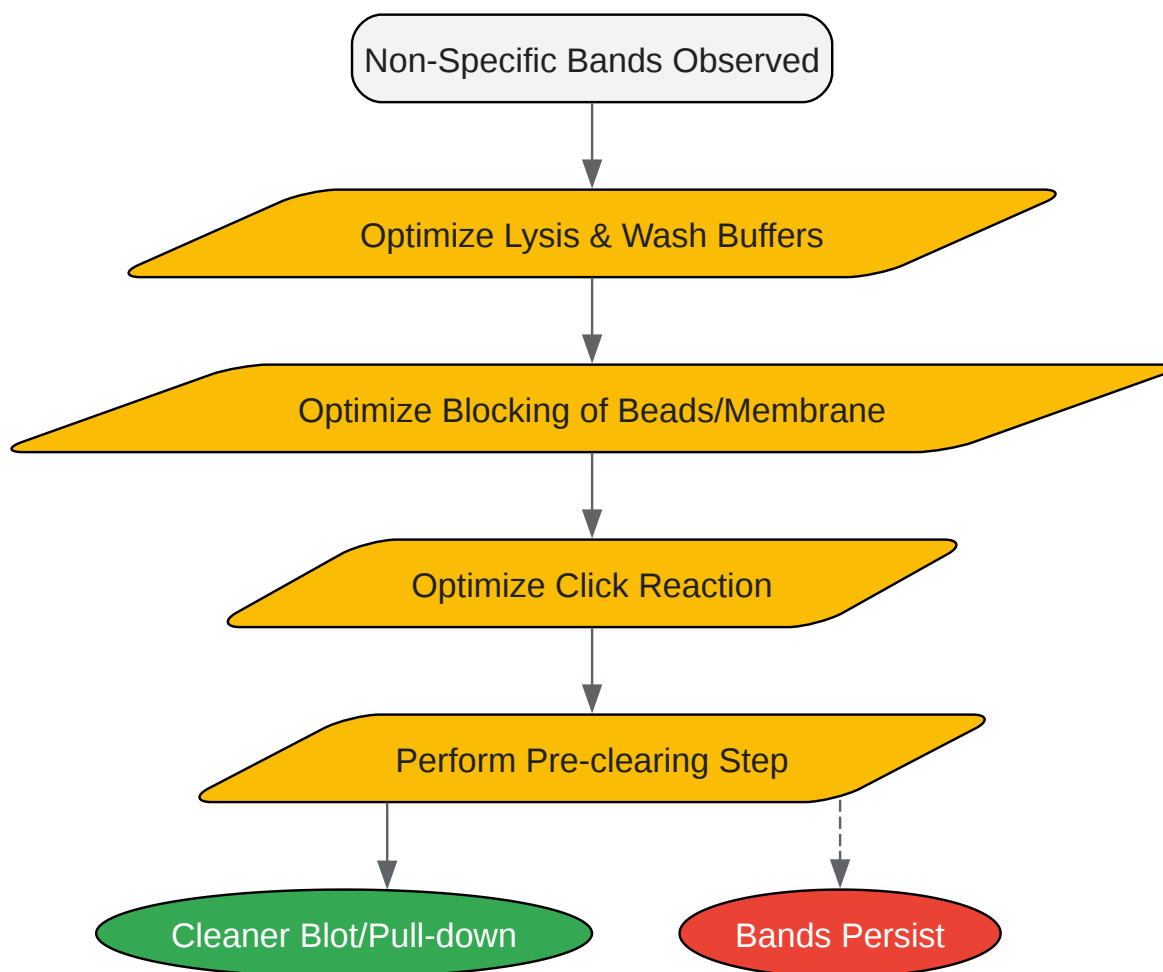 Non-Specific Bands Observed
Optimize Lysis & Wash Buffers
Optimize Blocking of Beads/Membrane
Optimize Click Reaction
Perform Pre-clearing Step
Cleaner Blot/Pull-down
Bands Persist